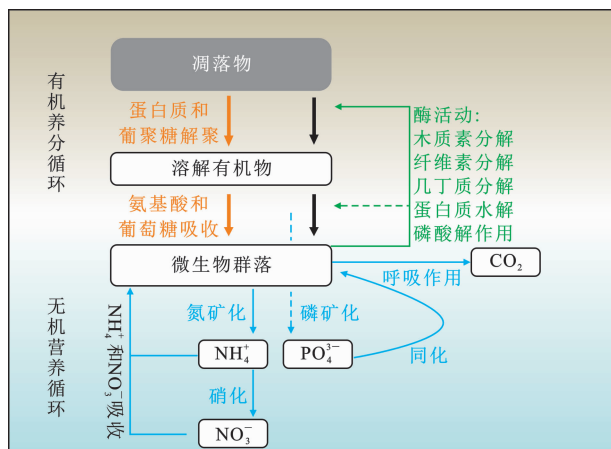 凋落物
有机养分循环
蛋白质和
葡聚糖解聚
酶活动:
木质素分解
纤维素分解
几丁质分解
蛋白质水解
磷酸解作用
溶解有机物
氨基酸和
葡萄糖吸收
微生物群落
CO₂
呼吸作用
无机营养循环
NH₄⁺和NO₃⁻吸收
氮矿化
磷矿化
NH₄⁺
PO₄³⁻
同化
硝化
NO₃⁻